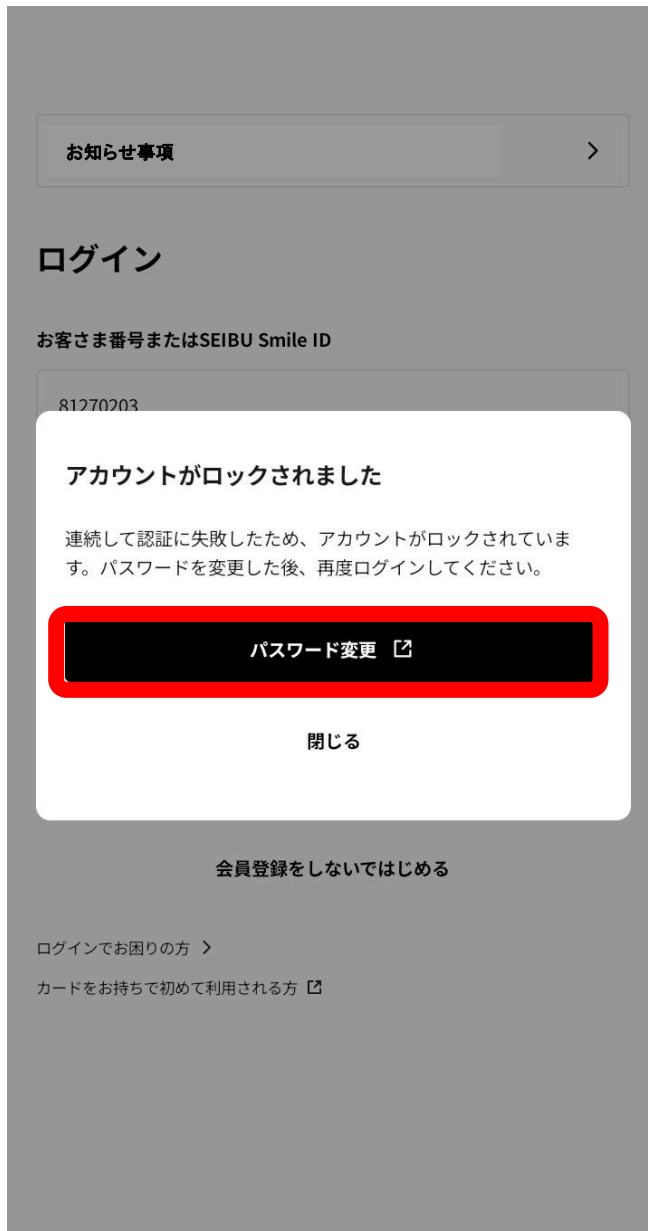 お知らせ事項
ログイン
お客さま番号またはSEIBU Smile ID
81270203
アカウントがロックされました
連続して認証に失敗したため、アカウントがロックされていま
す。パスワードを変更した後、再度ログインしてください。
パスワード変更
閉じる
会員登録をしないではじめる
ログインでお困りの方
カードをお持ちで初めて利用される方